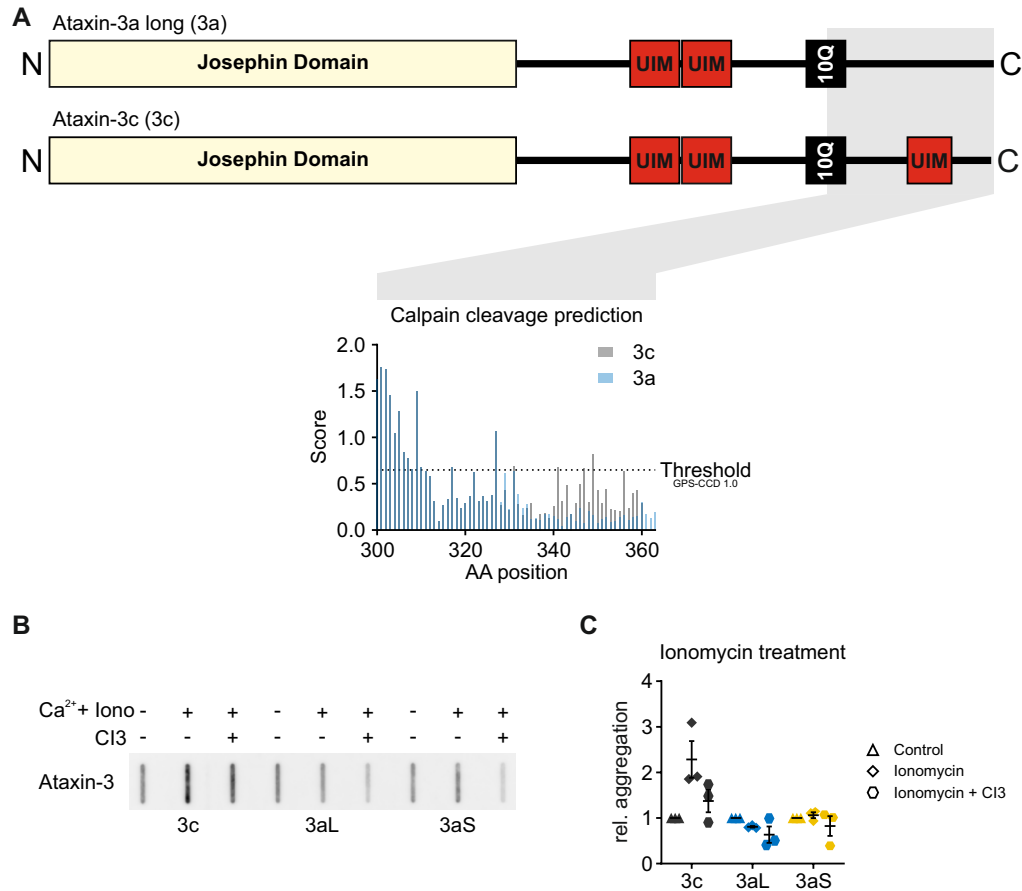 A
Ataxin-3a long (3a)
N Josephin Domain UIM UIM 10Q C
Ataxin-3c (3c)
N Josephin Domain UIM UIM 10Q UIM C
Calpain cleavage prediction
2.0
1.5
1.0
0.5
0.0
Score
3c
3a
Threshold
GPS-CCD 1.0
300 320 340 360
AA position
B
Ca2++ Iono - + + - + + - + +
CI3 - - + - - + - - +
Ataxin-3
3c 3aL 3aS
C
Ionomycin treatment
4
3
2
1
0
rel. aggregation
Control
Ionomycin
Ionomycin + CI3
3c 3aL 3aS